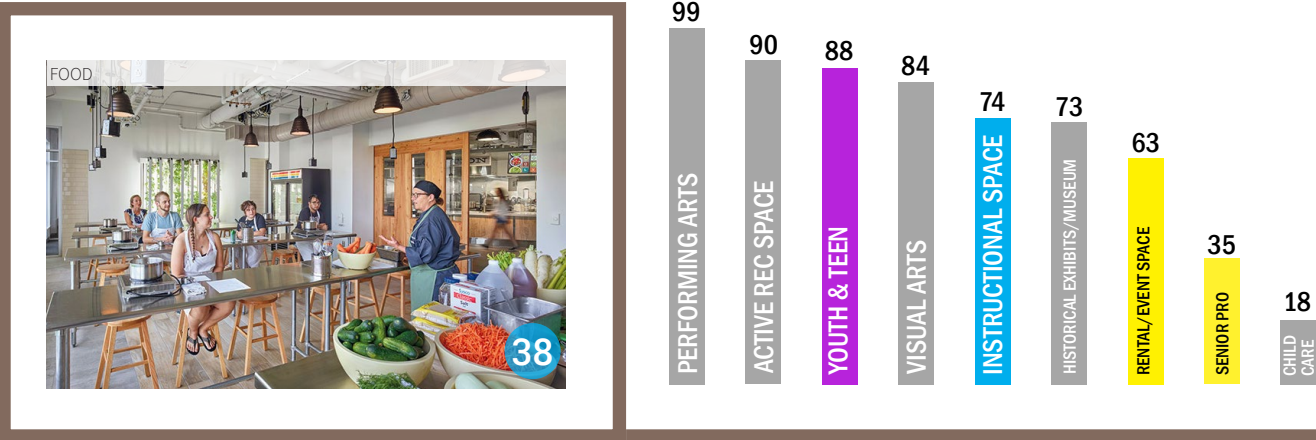 FOOD
38
99
PERFORMING ARTS
90
ACTIVE REC SPACE
88
YOUTH & TEEN
84
VISUAL ARTS
74
INSTRUCTIONAL SPACE
73
HISTORICAL EXHIBITS/MUSEUM
63
RENTAL/EVENT SPACE
35
SENIOR PRO
18
CHILD
CARE